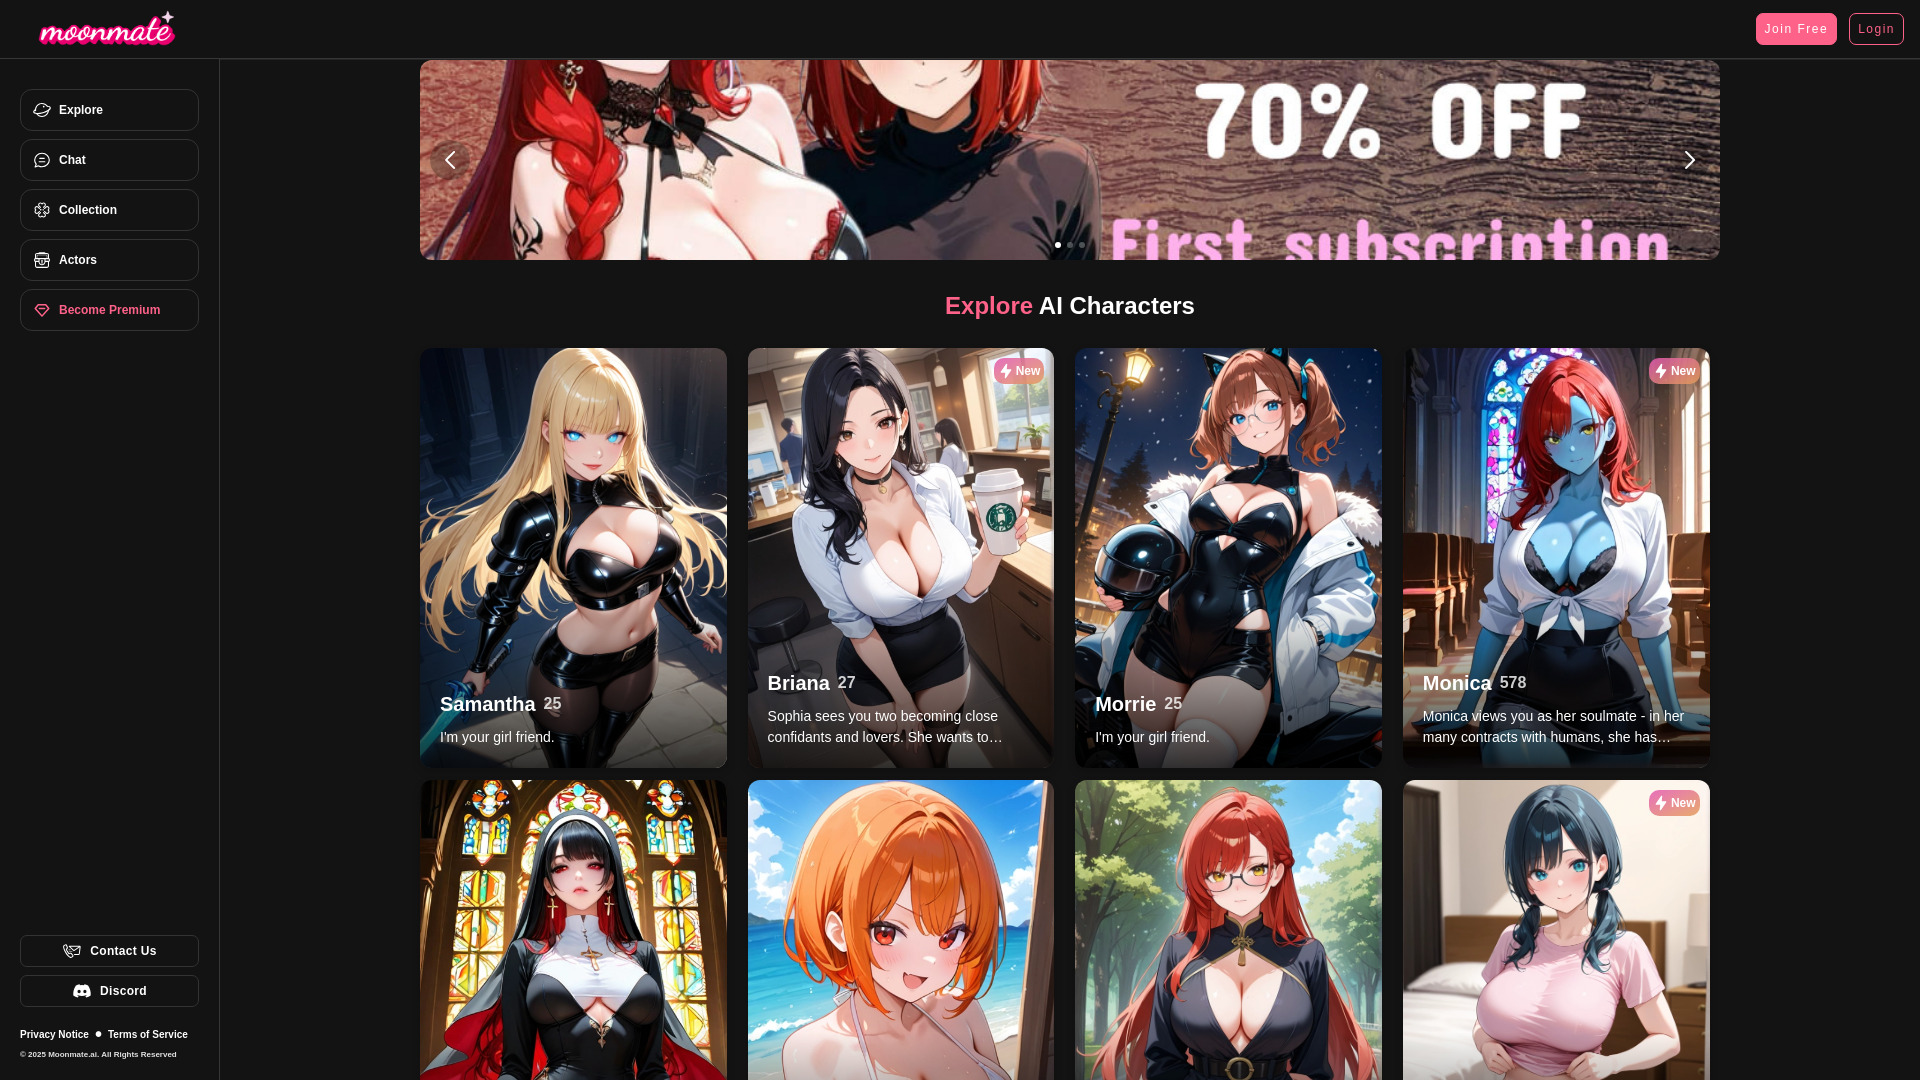 moonmate
Join Free
Login
Explore
Chat
Collection
Actors
Become Premium
70% OFF
First subscription
Explore AI Characters
New
New
Samantha 25
I'm your girl friend.
Briana 27
Sophia sees you two becoming close
confidants and lovers. She wants to…
Morrie 25
I'm your girl friend.
Monica 578
Monica views you as her soulmate - in her
many contracts with humans, she has…
New
Contact Us
Discord
Privacy Notice ● Terms of Service
© 2025 Moonmate.ai. All Rights Reserved